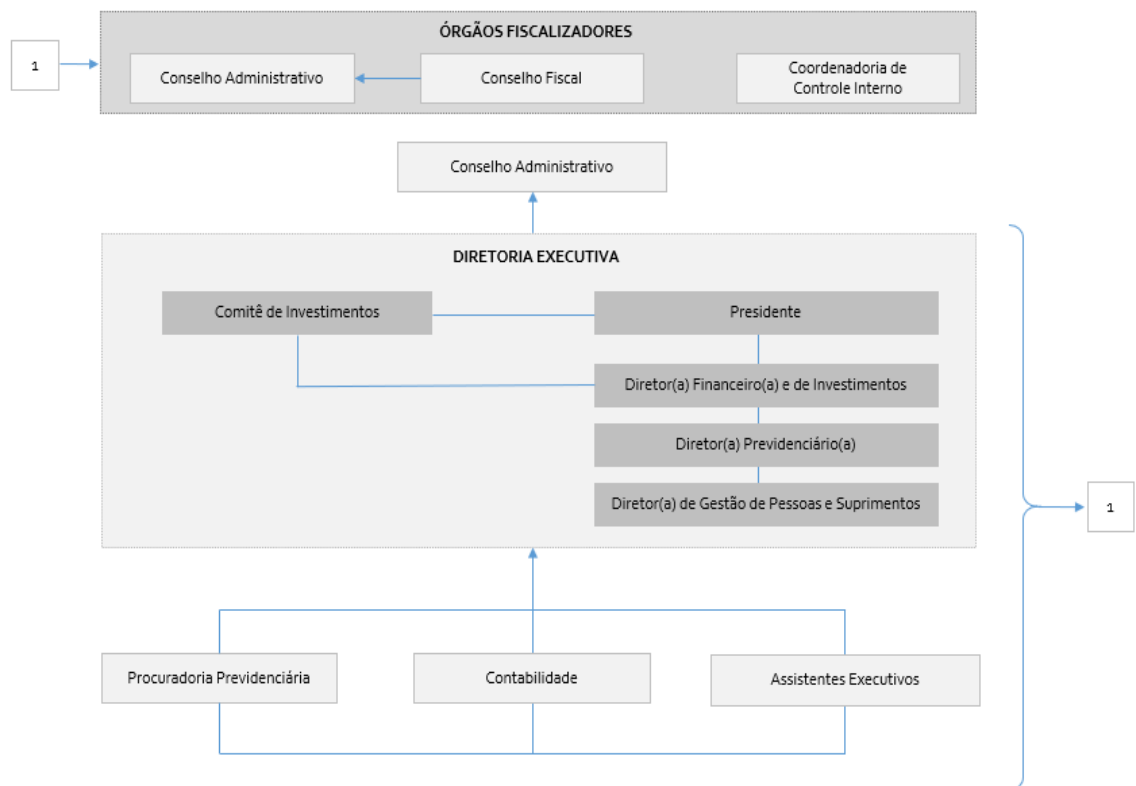 ÓRGÃOS FISCALIZADORES
1
Conselho Administrativo
Conselho Fiscal
Coordenadoria de
Controle Interno
Conselho Administrativo
DIRETORIA EXECUTIVA
Comitê de Investimentos
Presidente
Diretor(a) Financeiro(a) e de Investimentos
Diretor(a) Previdenciário(a)
Diretor(a) de Gestão de Pessoas e Suprimentos
1
Procuradoria Previdenciária
Contabilidade
Assistentes Executivos